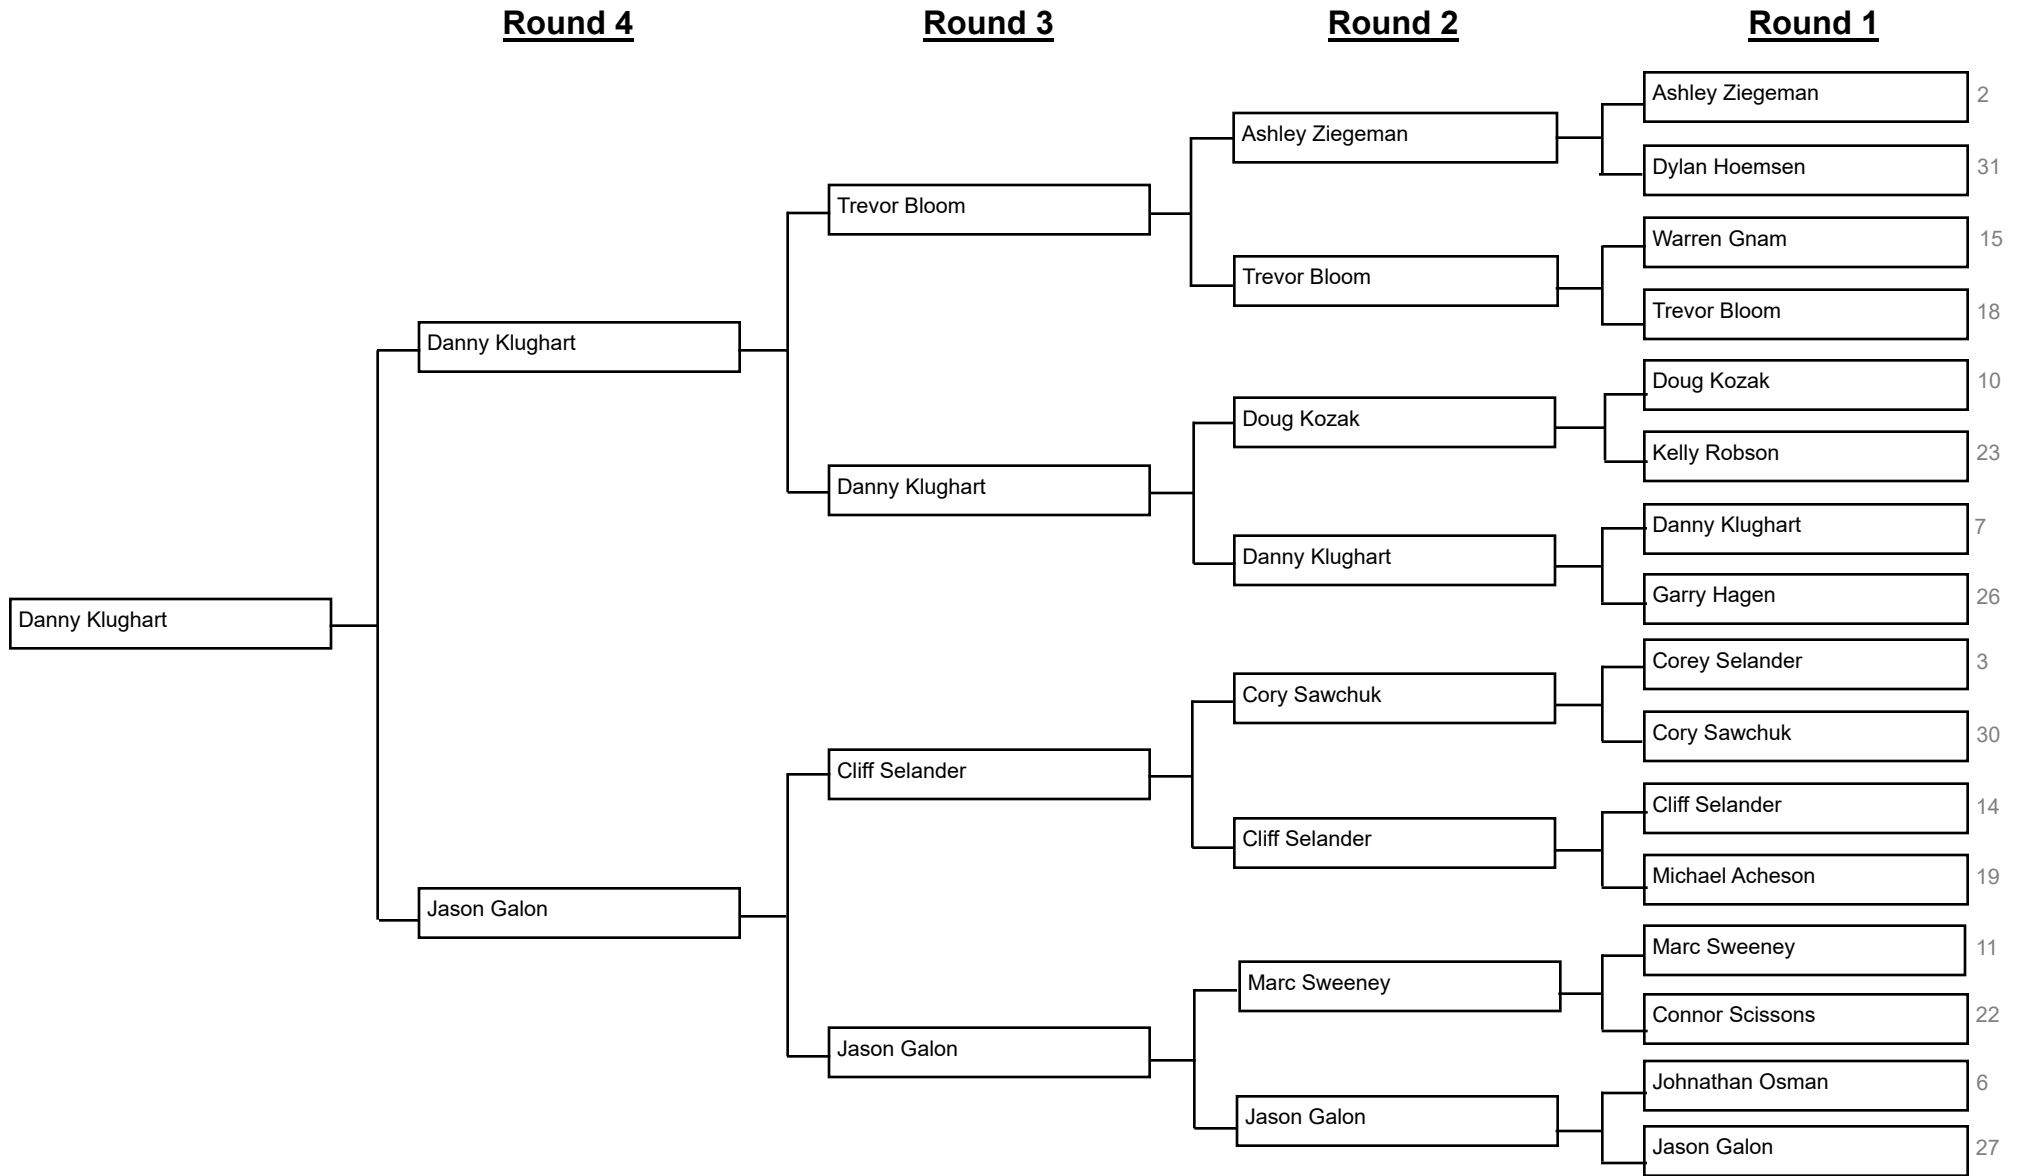 Round 4
Round 3
Round 2
Round 1
Ashley Ziegeman 2
Ashley Ziegeman
Dylan Hoemsen 31
Trevor Bloom
Warren Gnam 15
Trevor Bloom
Trevor Bloom 18
Danny Klughart
Doug Kozak 10
Doug Kozak
Kelly Robson 23
Danny Klughart
Danny Klughart 7
Danny Klughart
Garry Hagen 26
Danny Klughart
Corey Selander 3
Cory Sawchuk
Cory Sawchuk 30
Cliff Selander
Cliff Selander 14
Cliff Selander
Michael Acheson 19
Jason Galon
Marc Sweeney 11
Marc Sweeney
Connor Scissons 22
Jason Galon
Johnathan Osman 6
Jason Galon
Jason Galon 27